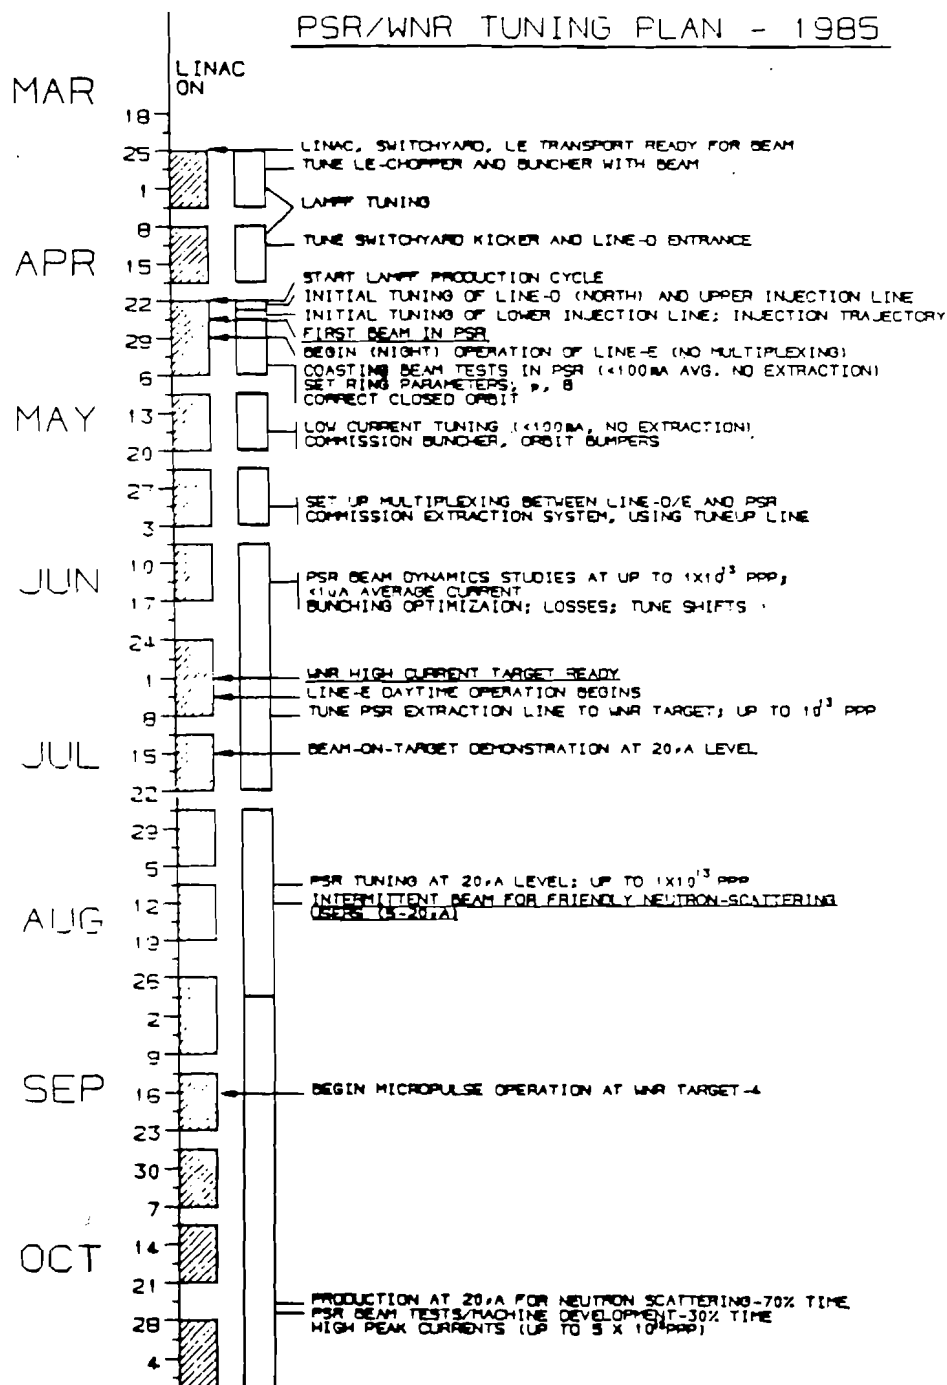 PSR/WNR TUNING PLAN - 1985
LINAC
ON
MAR
18
25
LINAC, SWITCHYARD, LE TRANSPORT READY FOR BEAM
TUNE LE-CHOPPER AND BUNCHER WITH BEAM
1
LAMPF TUNING
8
TUNE SWITCHYARD KICKER AND LINE-D ENTRANCE
APR
15
START LAMPF PRODUCTION CYCLE
22
INITIAL TUNING OF LINE-D (NORTH) AND UPPER INJECTION LINE
INITIAL TUNING OF LOWER INJECTION LINE; INJECTION TRAJECTORY
FIRST BEAM IN PSR
29
BEGIN (NIGHT) OPERATION OF LINE-E (NO MULTIPLEXING)
COASTING BEAM TESTS IN PSR (<100mA AVG. NO EXTRACTION)
6
SET RING PARAMETERS; ν, β
CORRECT CLOSED ORBIT
MAY
13
LOW CURRENT TUNING (<100mA, NO EXTRACTION)
COMMISSION BUNCHER, ORBIT BUMPERS
20
27
SET UP MULTIPLEXING BETWEEN LINE-D/E AND PSR
COMMISSION EXTRACTION SYSTEM, USING TUNEUP LINE
3
10
JUN
PSR BEAM DYNAMICS STUDIES AT UP TO 1X10¹³ PPP;
<1uA AVERAGE CURRENT
17
BUNCHING OPTIMIZAION; LOSSES; TUNE SHIFTS
24
1
WNR HIGH CURRENT TARGET READY
LINE-E DAYTIME OPERATION BEGINS
8
TUNE PSR EXTRACTION LINE TO WNR TARGET; UP TO 10¹³ PPP
JUL
15
BEAM-ON-TARGET DEMONSTRATION AT 20µA LEVEL
22
29
5
PSR TUNING AT 20µA LEVEL; UP TO 1X10¹³ PPP
12
INTERMITTENT BEAM FOR FRIENDLY NEUTRON-SCATTERING
USERS (5-20µA)
AUG
19
26
2
9
SEP
16
BEGIN MICROPULSE OPERATION AT WNR TARGET-4
23
30
7
14
OCT
21
PRODUCTION AT 20µA FOR NEUTRON SCATTERING-70% TIME
PSR BEAM TESTS/MACHINE DEVELOPMENT-30% TIME
28
HIGH PEAK CURRENTS (UP TO 5 X 10¹³PPP)
4